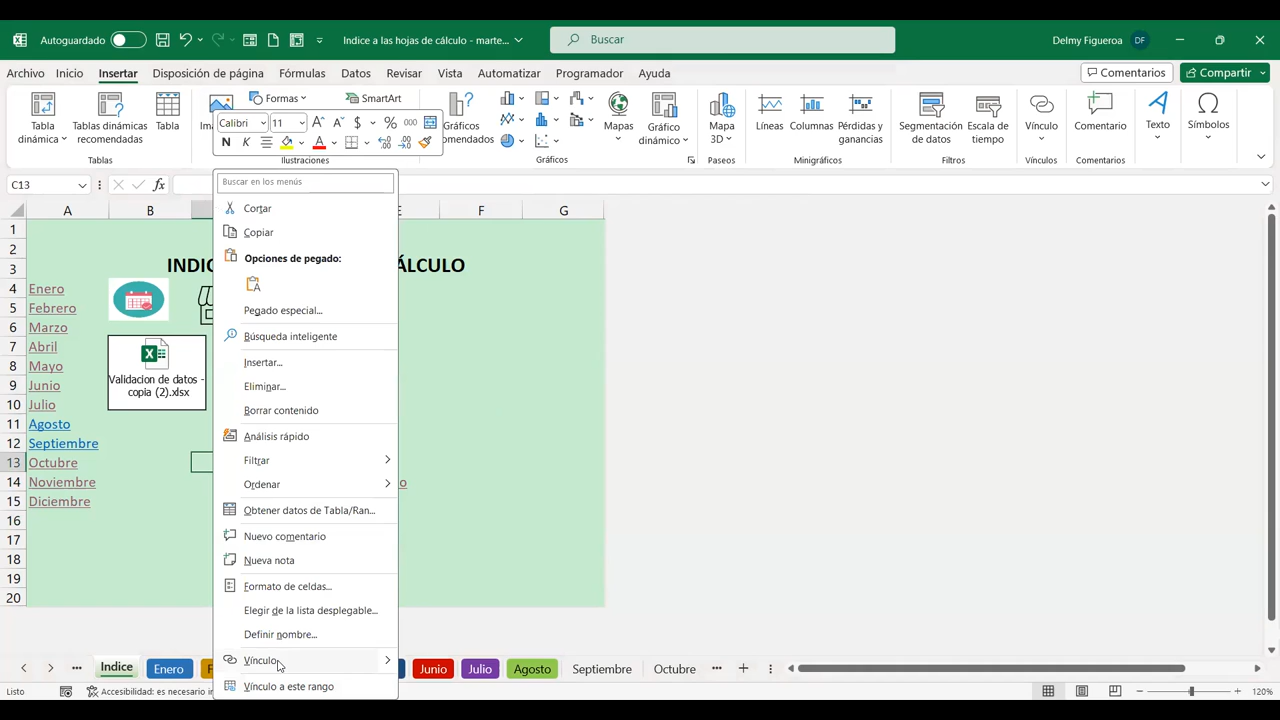 Autoguardado
Indice a las hojas de cálculo - marte...
Buscar
Delmy Figueroa
DF
Archivo Inicio Insertar Disposición de página Fórmulas Datos Revisar Vista Automatizar Programador Ayuda
Comentarios
Compartir
Tabla dinámica
Tablas dinámicas recomendadas
Tabla
Tablas
Formas
SmartArt
Ilustraciones
Calibri 11 $ % 000
N K A
Gráficos
Mapas
Gráfico dinámico
Gráficos
Mapa 3D
Paseos
Líneas
Columnas
Pérdidas y ganancias
Minigráficos
Segmentación de datos
Escala de tiempo
Filtros
Vínculo
Vínculos
Comentario
Comentarios
Texto
Símbolos
C13
fx
A B E F G
1
2
3
4 Enero
5 Febrero
6 Marzo
7 Abril
8 Mayo
9 Junio
10 Julio
11 Agosto
12 Septiembre
13 Octubre
14 Noviembre
15 Diciembre
16
17
18
19
20
Validacion de datos -
copia (2).xlsx
Buscar en los menús
Cortar
Copiar
Opciones de pegado:
Pegado especial...
Búsqueda inteligente
Insertar...
Eliminar...
Borrar contenido
Análisis rápido
Filtrar
Ordenar
Obtener datos de Tabla/Ran...
Nuevo comentario
Nueva nota
Formato de celdas...
Elegir de la lista desplegable...
Definir nombre...
Vínculo
Vínculo a este rango
Indice Enero Junio Julio Agosto Septiembre Octubre
Listo
120%